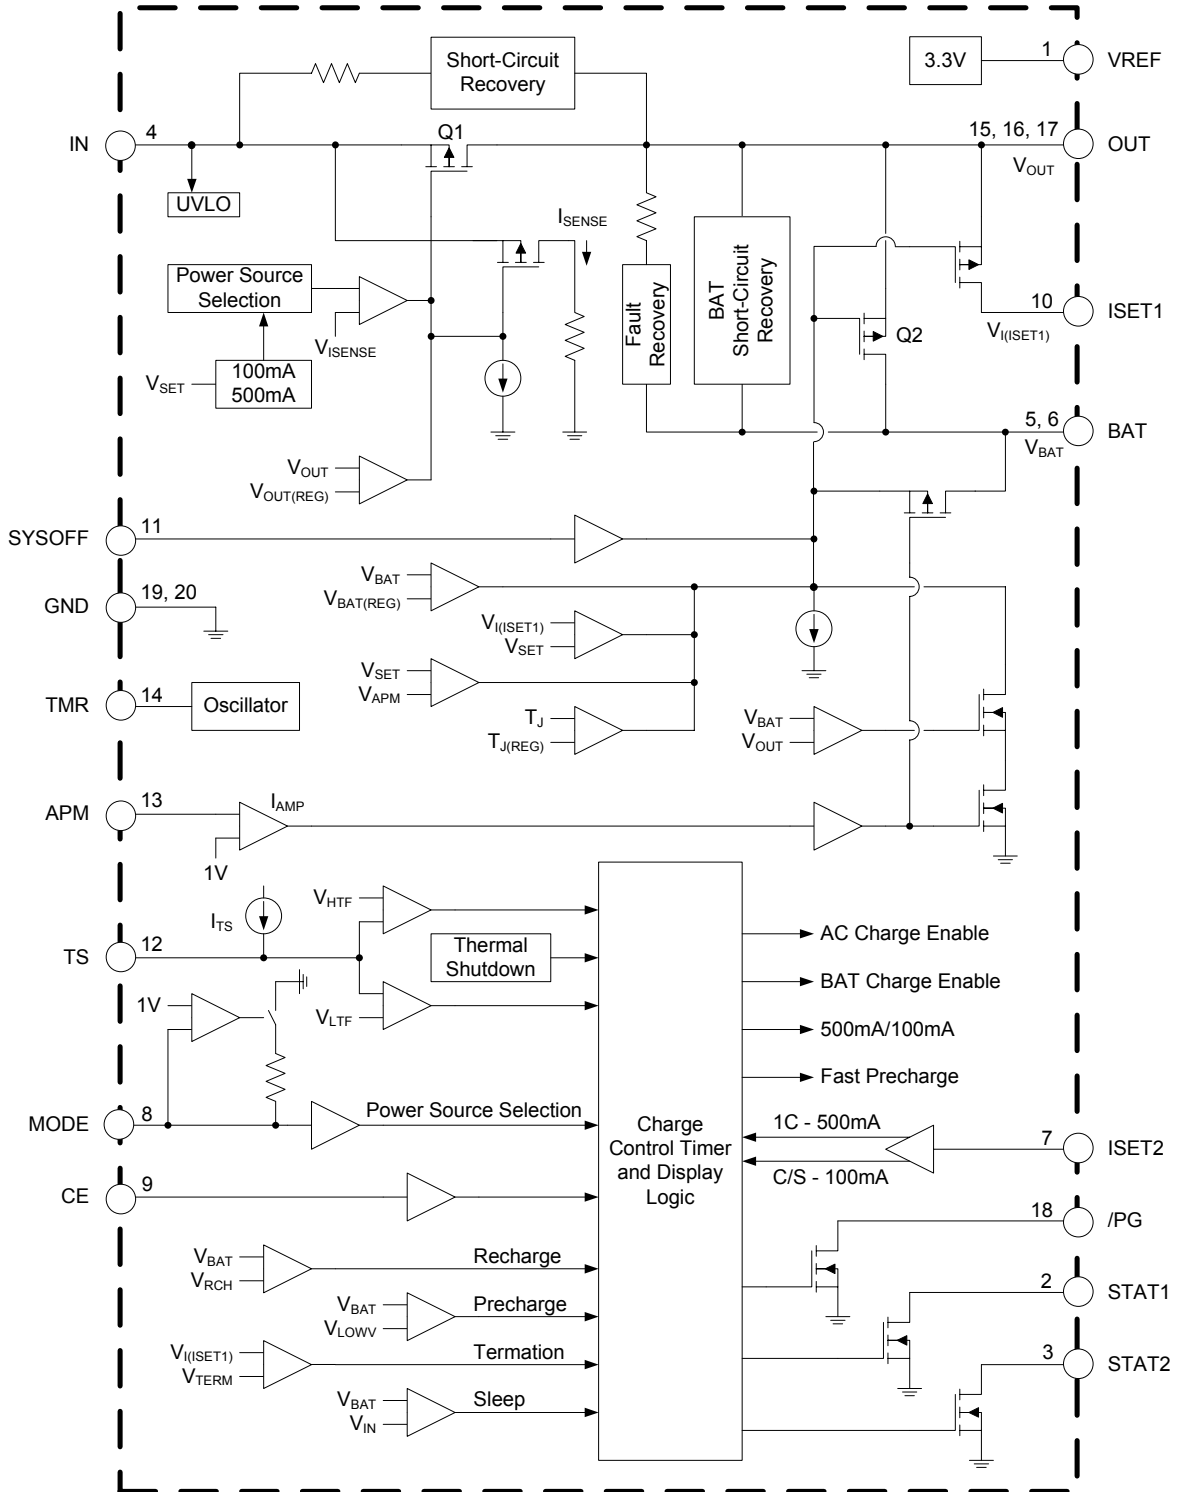 Short-Circuit
Recovery
3.3V
1
VREF
IN
4
Q1
15, 16, 17
OUT
VOUT
UVLO
ISENSE
Power Source
Selection
VISENSE
Fault
Recovery
BAT
Short-Circuit
Recovery
10
ISET1
VI(ISET1)
Q2
VSET
100mA
500mA
5, 6
BAT
VBAT
VOUT
VOUT(REG)
SYSOFF
11
VBAT
VBAT(REG)
GND
19, 20
VI(ISET1)
VSET
VSET
VAPM
TMR
14
Oscillator
TJ
TJ(REG)
VBAT
VOUT
APM
13
IAMP
1V
VHTF
ITS
TS
12
Thermal
Shutdown
AC Charge Enable
BAT Charge Enable
1V
VLTF
500mA/100mA
Fast Precharge
MODE
8
Power Source Selection
Charge
Control Timer
and Display
Logic
1C - 500mA
C/S - 100mA
7
ISET2
CE
9
18
/PG
VBAT
VRCH
Recharge
2
STAT1
VBAT
VLOWV
Precharge
VI(ISET1)
VTERM
Termation
3
STAT2
VBAT
VIN
Sleep